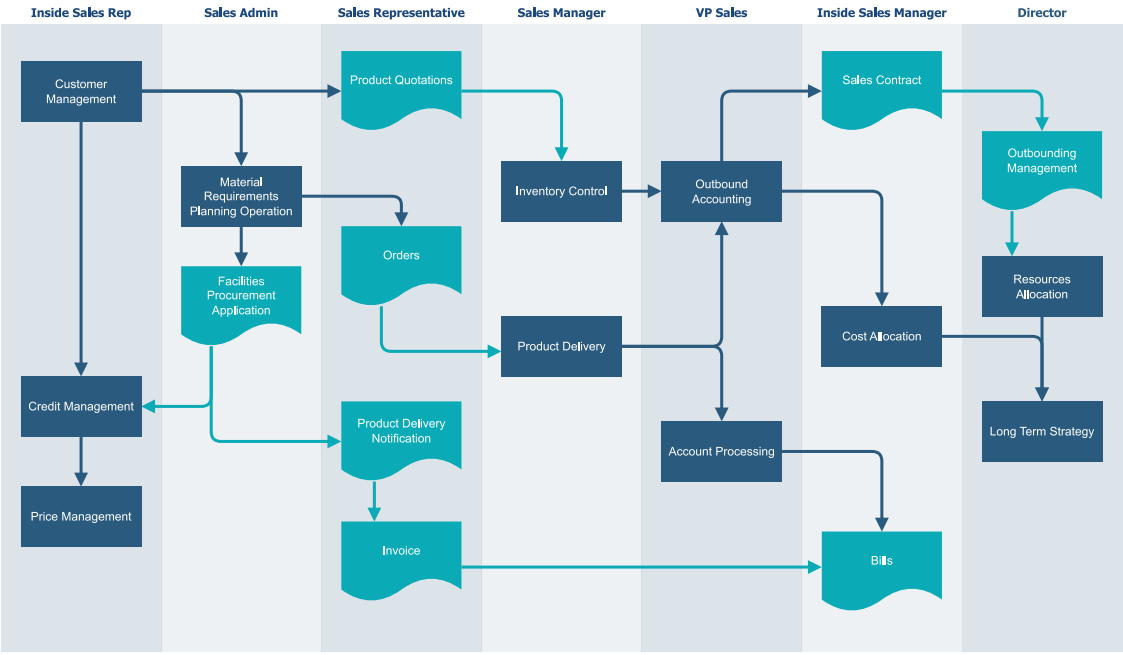 Inside Sales Rep
Sales Admin
Sales Representative
Sales Manager
VP Sales
Inside Sales Manager
Director
Customer
Management
Credit Management
Price Management
Material
Requirements
Planning Operation
Facilities
Procurement
Application
Product Quotations
Orders
Product Delivery
Notification
Invoice
Inventory Control
Product Delivery
Outbound
Accounting
Account Processing
Sales Contract
Cost Allocation
Bills
Outbounding
Management
Resources
Allocation
Long Term Strategy